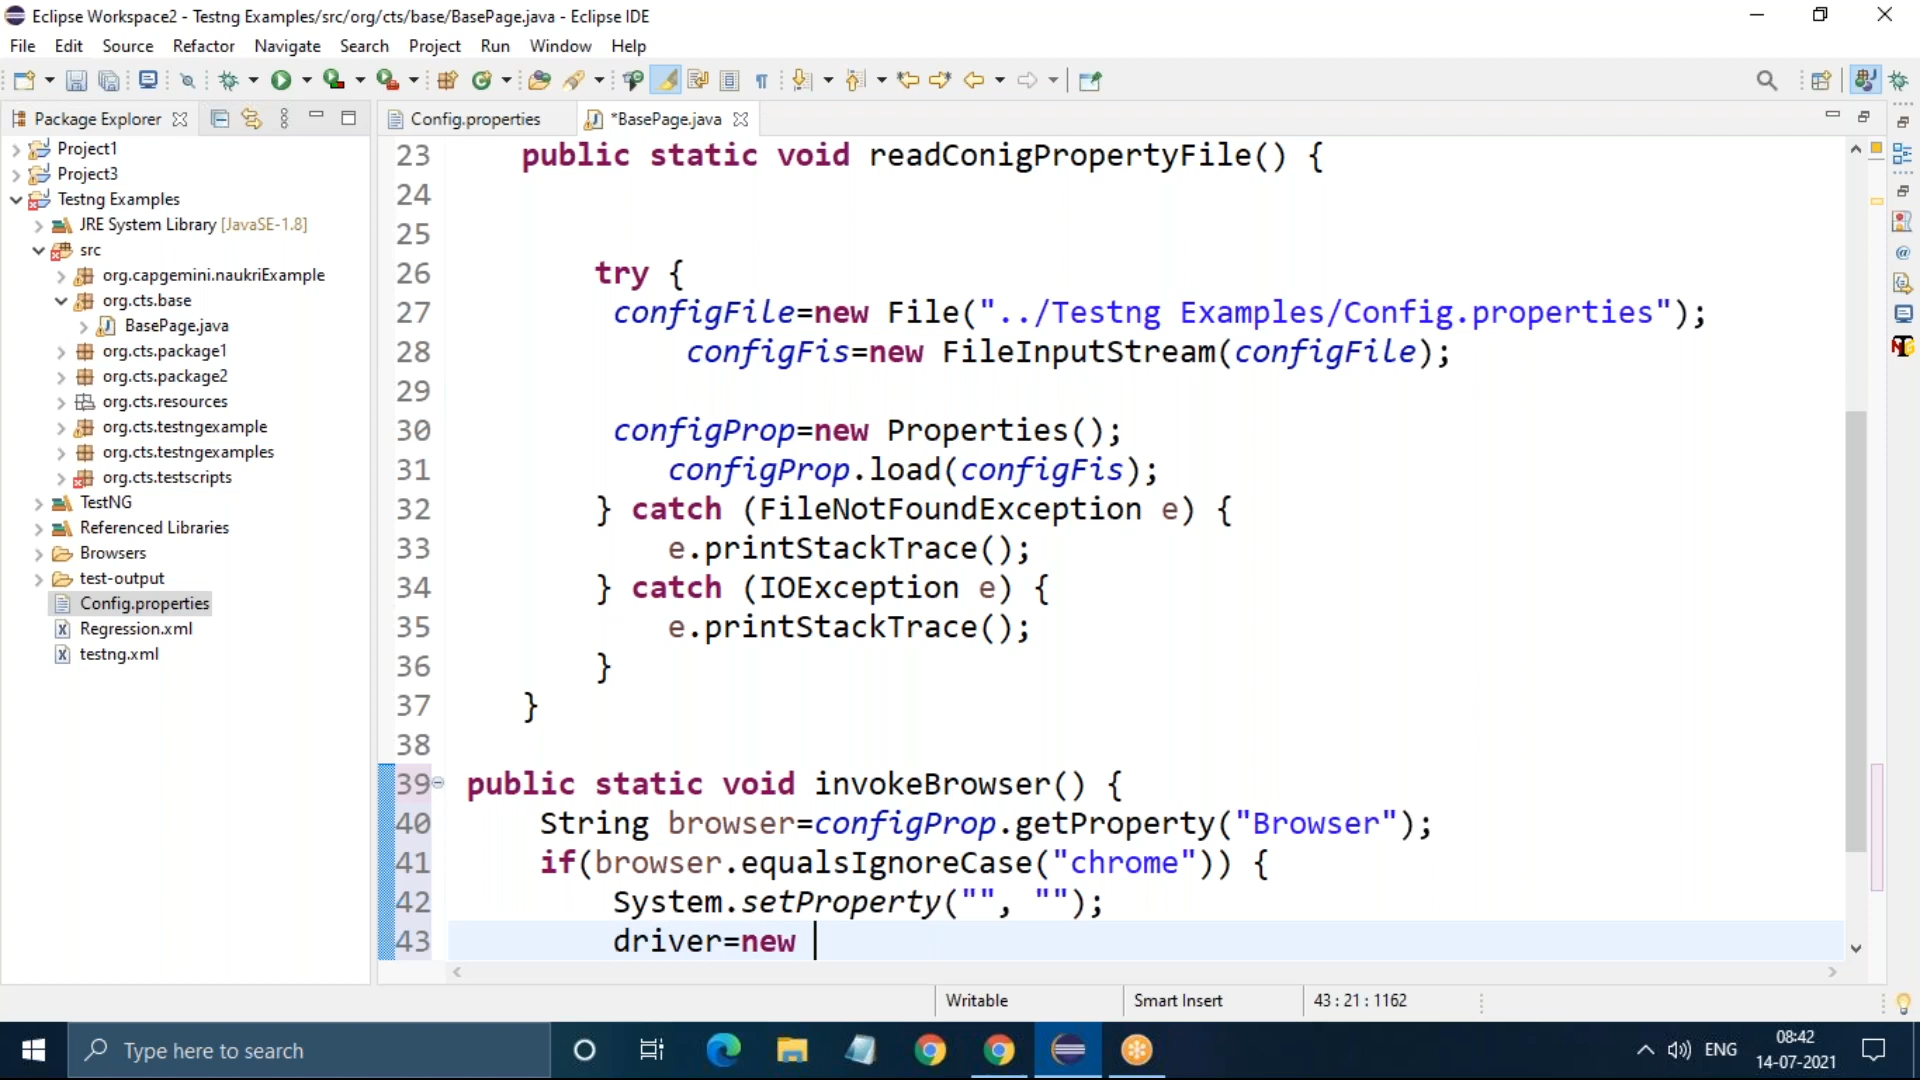 Eclipse Workspace2 - Testng Examples/src/org/cts/base/BasePage.java - Eclipse IDE
File Edit Source Refactor Navigate Search Project Run Window Help
Package Explorer
Project1
Project3
Testng Examples
JRE System Library [JavaSE-1.8]
src
org.capgemini.naukriExample
org.cts.base
BasePage.java
org.cts.package1
org.cts.package2
org.cts.resources
org.cts.testngexample
org.cts.testngexamples
org.cts.testscripts
TestNG
Referenced Libraries
Browsers
test-output
Config.properties
Regression.xml
testng.xml
Config.properties *BasePage.java
23 public static void readConigPropertyFile() {
24
25
26 try {
27 configFile=new File("../Testng Examples/Config.properties");
28 configFis=new FileInputStream(configFile);
29
30 configProp=new Properties();
31 configProp.load(configFis);
32 } catch (FileNotFoundException e) {
33 e.printStackTrace();
34 } catch (IOException e) {
35 e.printStackTrace();
36 }
37 }
38
39 public static void invokeBrowser() {
40 String browser=configProp.getProperty("Browser");
41 if(browser.equalsIgnoreCase("chrome")) {
42 System.setProperty("", "");
43 driver=new
Writable Smart Insert 43 : 21 : 1162
Type here to search
ENG
08:42
14-07-2021